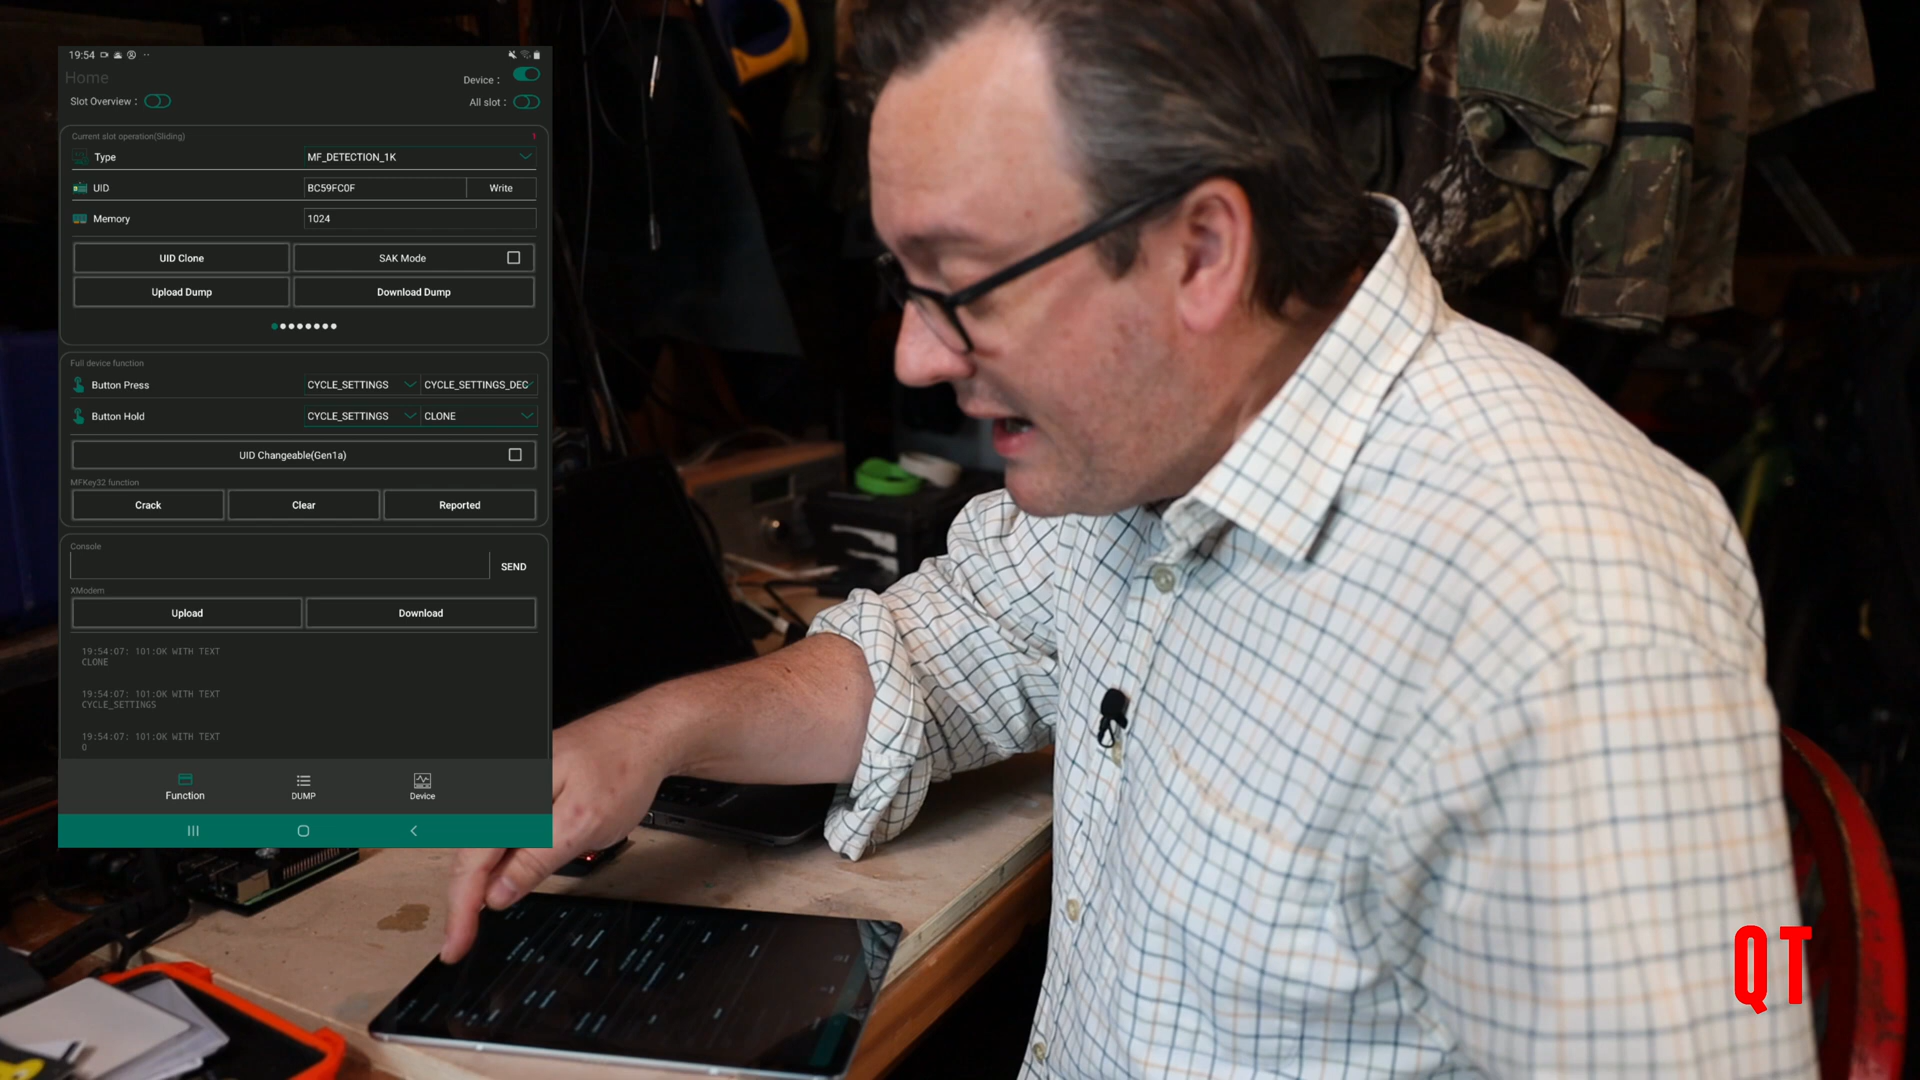 19:54
Home
Device :
Slot Overview :
All slot :
Current slot operation(Sliding)
Type
MF_DETECTION_1K
UID
BC59FC0F
Write
Memory
1024
UID Clone
SAK Mode
Upload Dump
Download Dump
Full device function
Button Press
CYCLE_SETTINGS
CYCLE_SETTINGS_DEC
Button Hold
CYCLE_SETTINGS
CLONE
UID Changeable(Gen1a)
MFKey32 function
Crack
Clear
Reported
Console
SEND
XModem
Upload
Download
19:54:07: 101:OK WITH TEXT
CLONE
19:54:07: 101:OK WITH TEXT
CYCLE_SETTINGS
19:54:07: 101:OK WITH TEXT
0
Function
DUMP
Device
QT